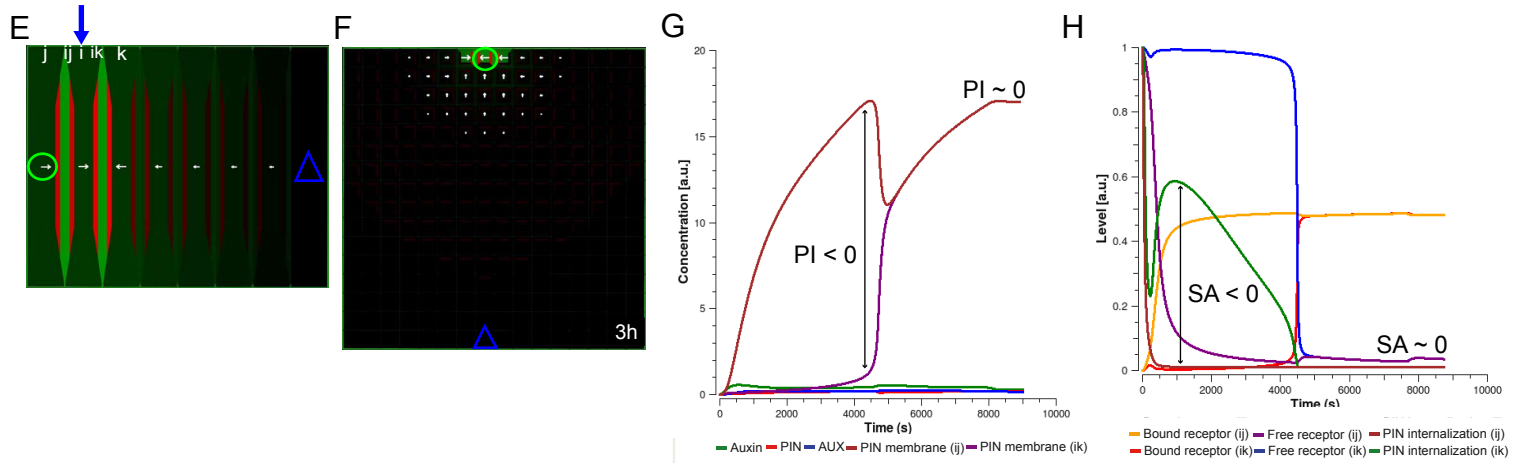 E
j ij i ik k
F
3h
G
Concentration [a.u.]
20
15
10
5
0
PI ~ 0
PI < 0
0 2000 4000 6000 8000 10000
Time (s)
Auxin PIN AUX PIN membrane (ij) PIN membrane (ik)
H
Level [a.u.]
1
0.8
0.6
0.4
0.2
0
SA < 0
SA ~ 0
0 2000 4000 6000 8000 10000
Time (s)
Bound receptor (ij) Free receptor (ij) PIN internalization (ij)
Bound receptor (ik) Free receptor (ik) PIN internalization (ik)